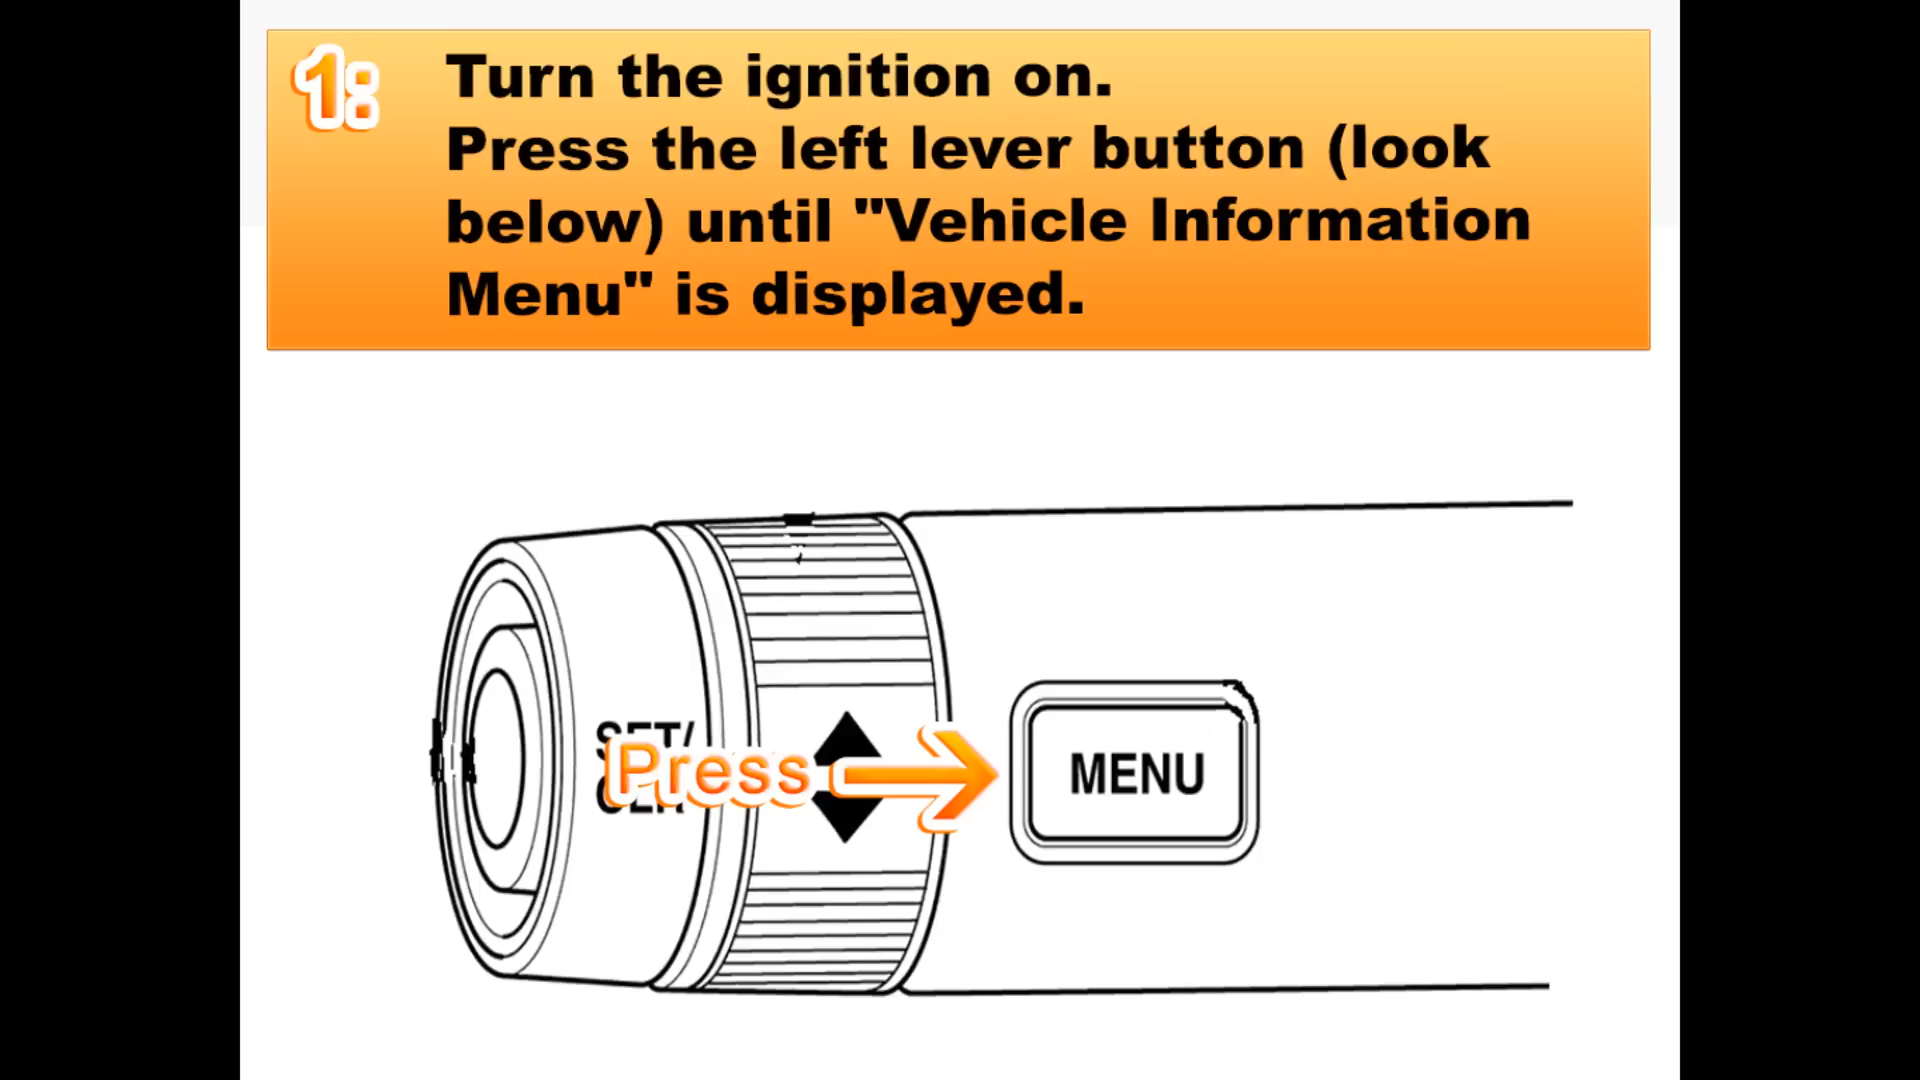 1:
Turn the ignition on.
Press the left lever button (look
below) until "Vehicle Information
Menu" is displayed.
SET/
Press
MENU